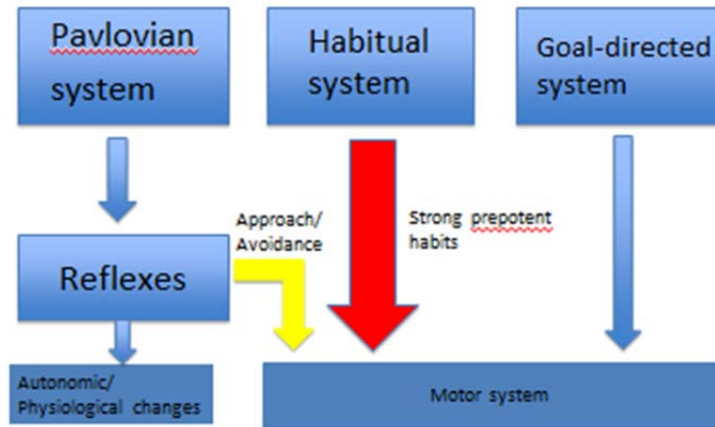 Pavlovian
system
Habitual
system
Goal-directed
system
Approach/
Avoidance
Strong prepotent
habits
Reflexes
Autonomic/
Physiological changes
Motor system